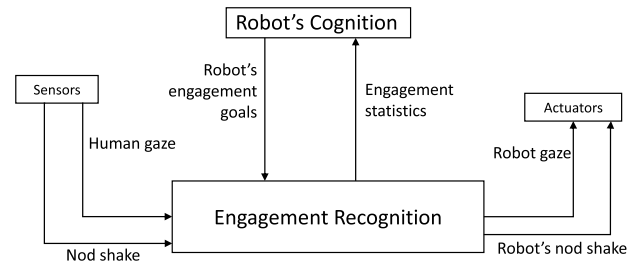 Robot's Cognition
Robot's
engagement
goals
Engagement
statistics
Sensors
Actuators
Human gaze
Robot gaze
Engagement Recognition
Nod shake
Robot's nod shake